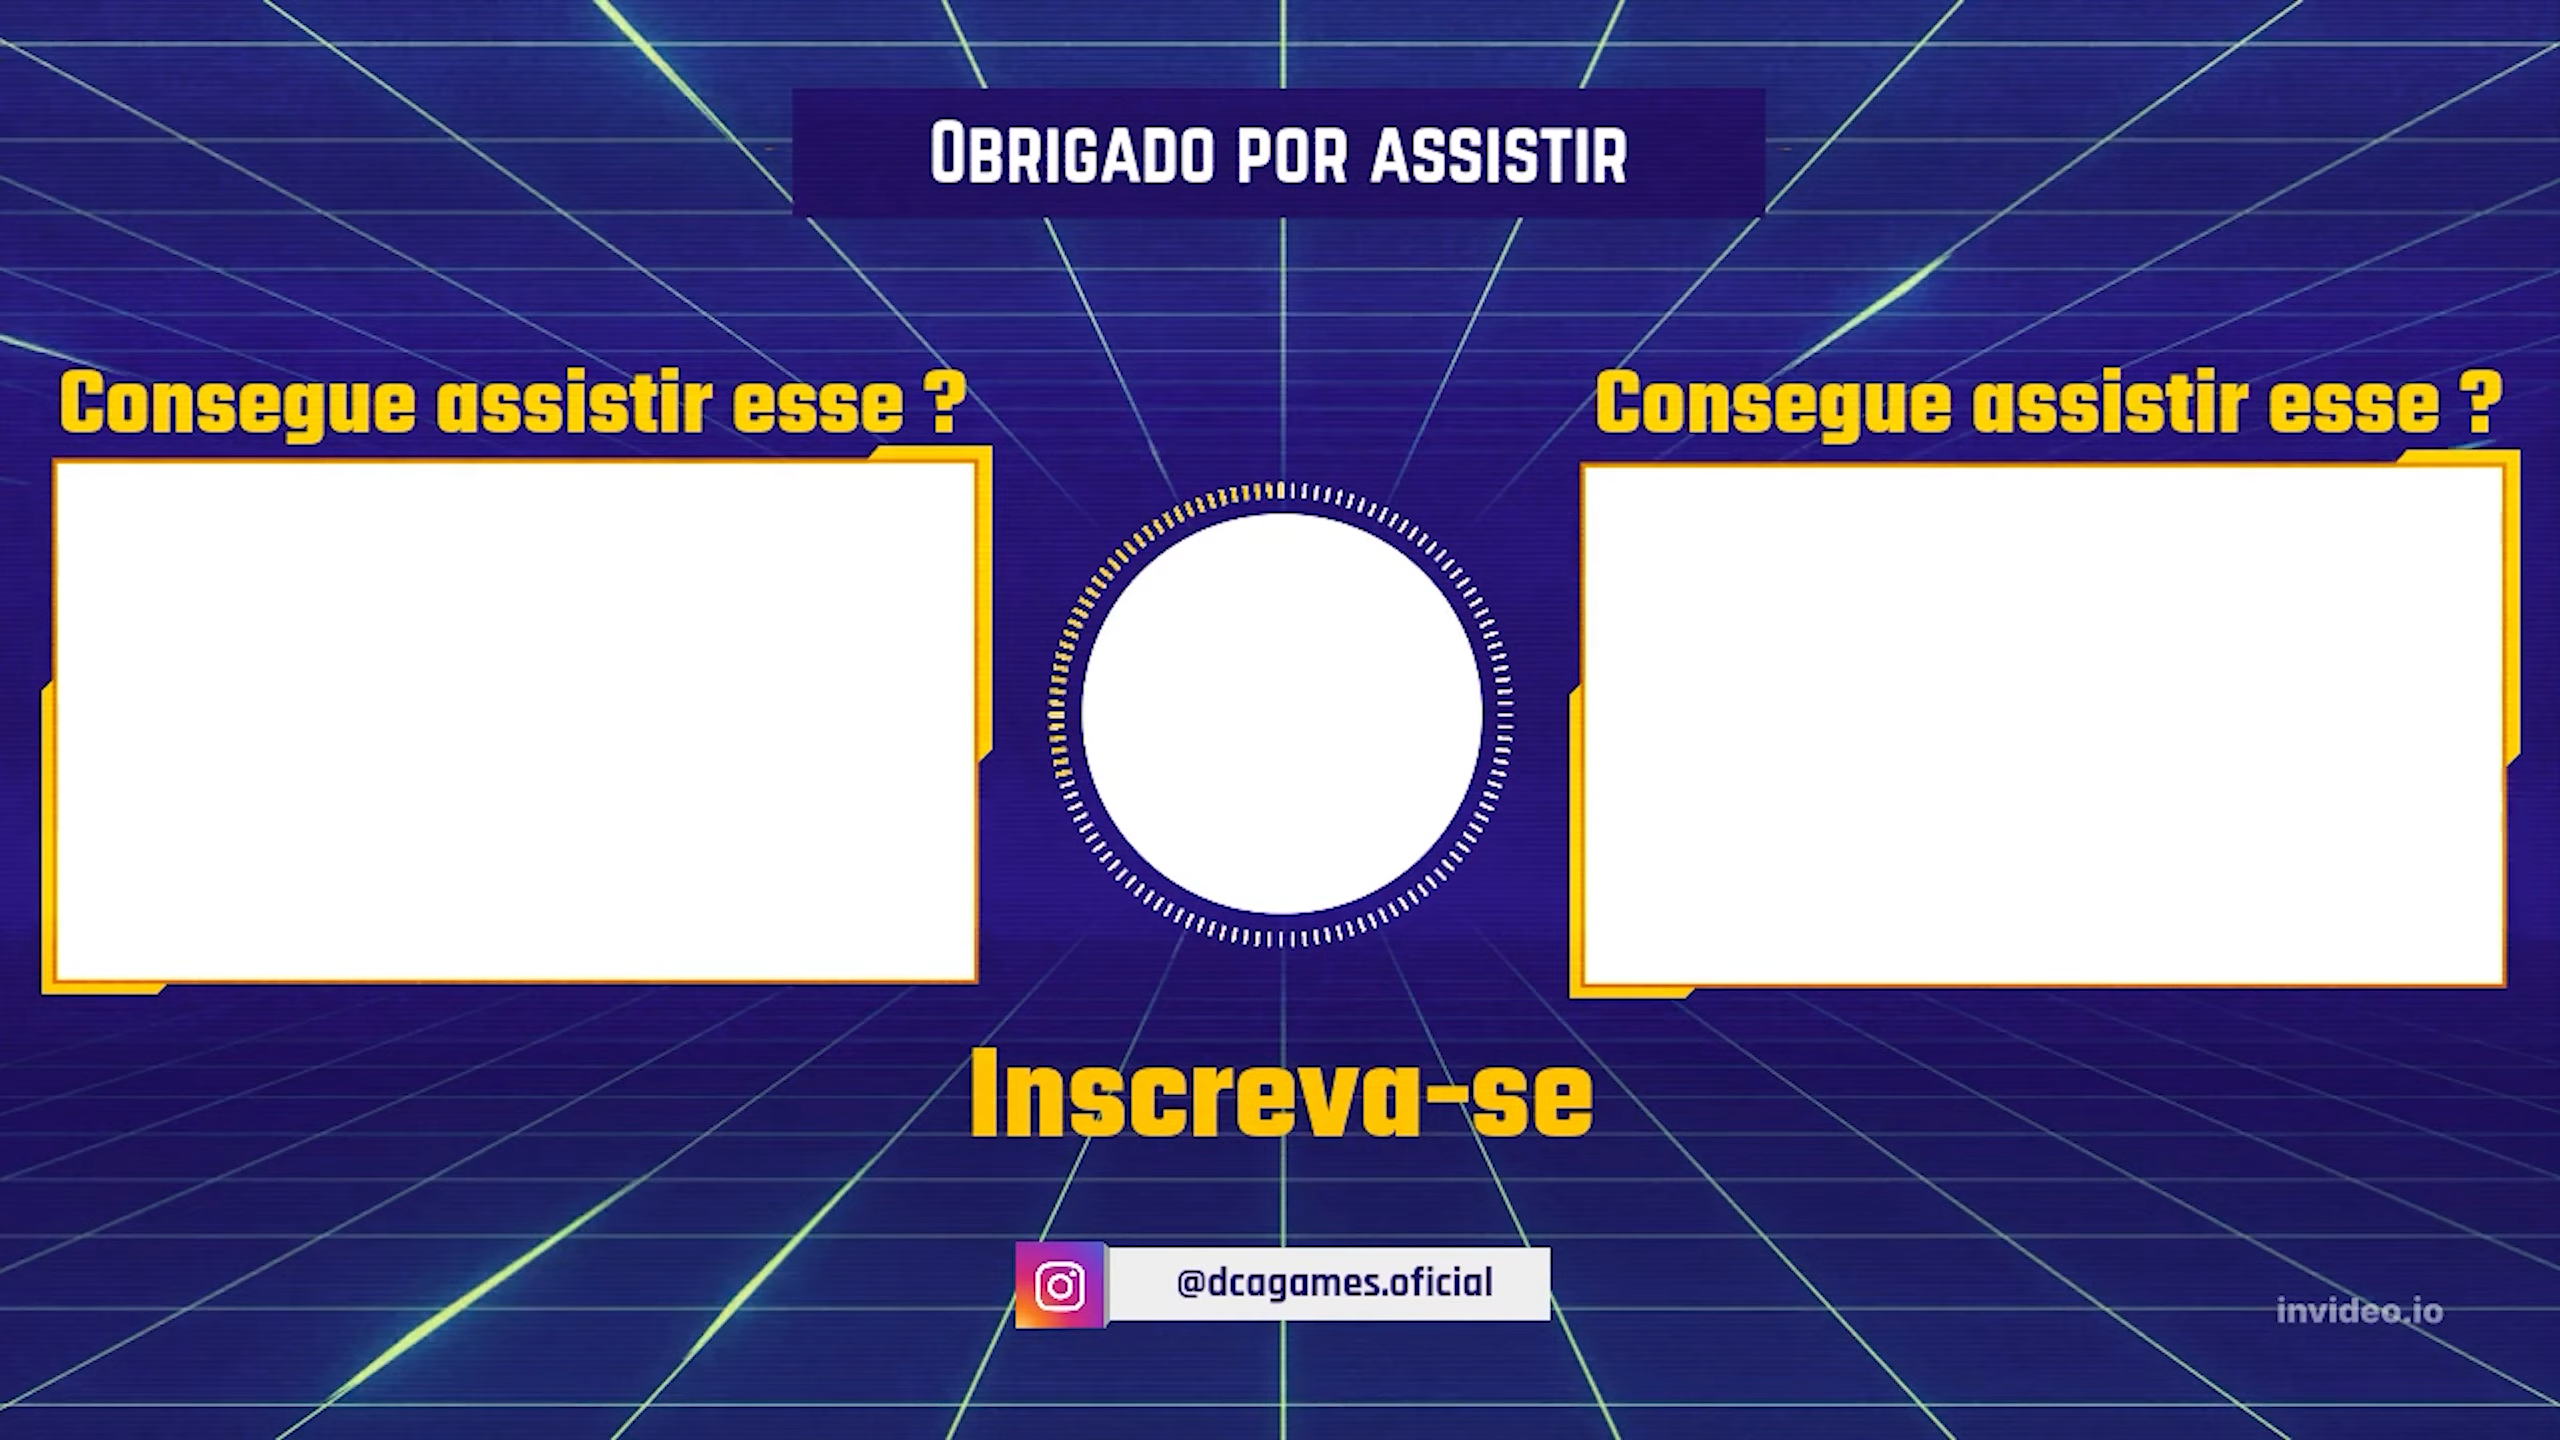 Obrigado por assistir
Consegue assistir esse ?
Consegue assistir esse ?
Inscreva-se
@dcagames.oficial
invideo.io